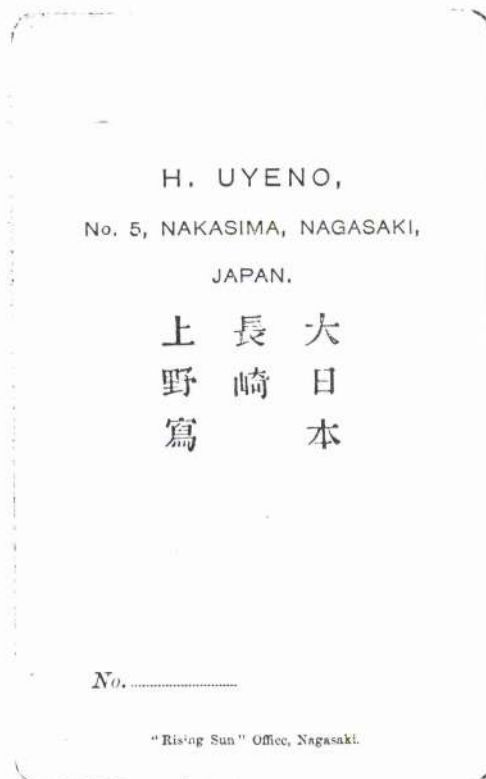 H. UYENO,
No. 5, NAKASIMA, NAGASAKI,
JAPAN.
大日本
長崎
上野寫
No.
"Rising Sun" Office, Nagasaki.